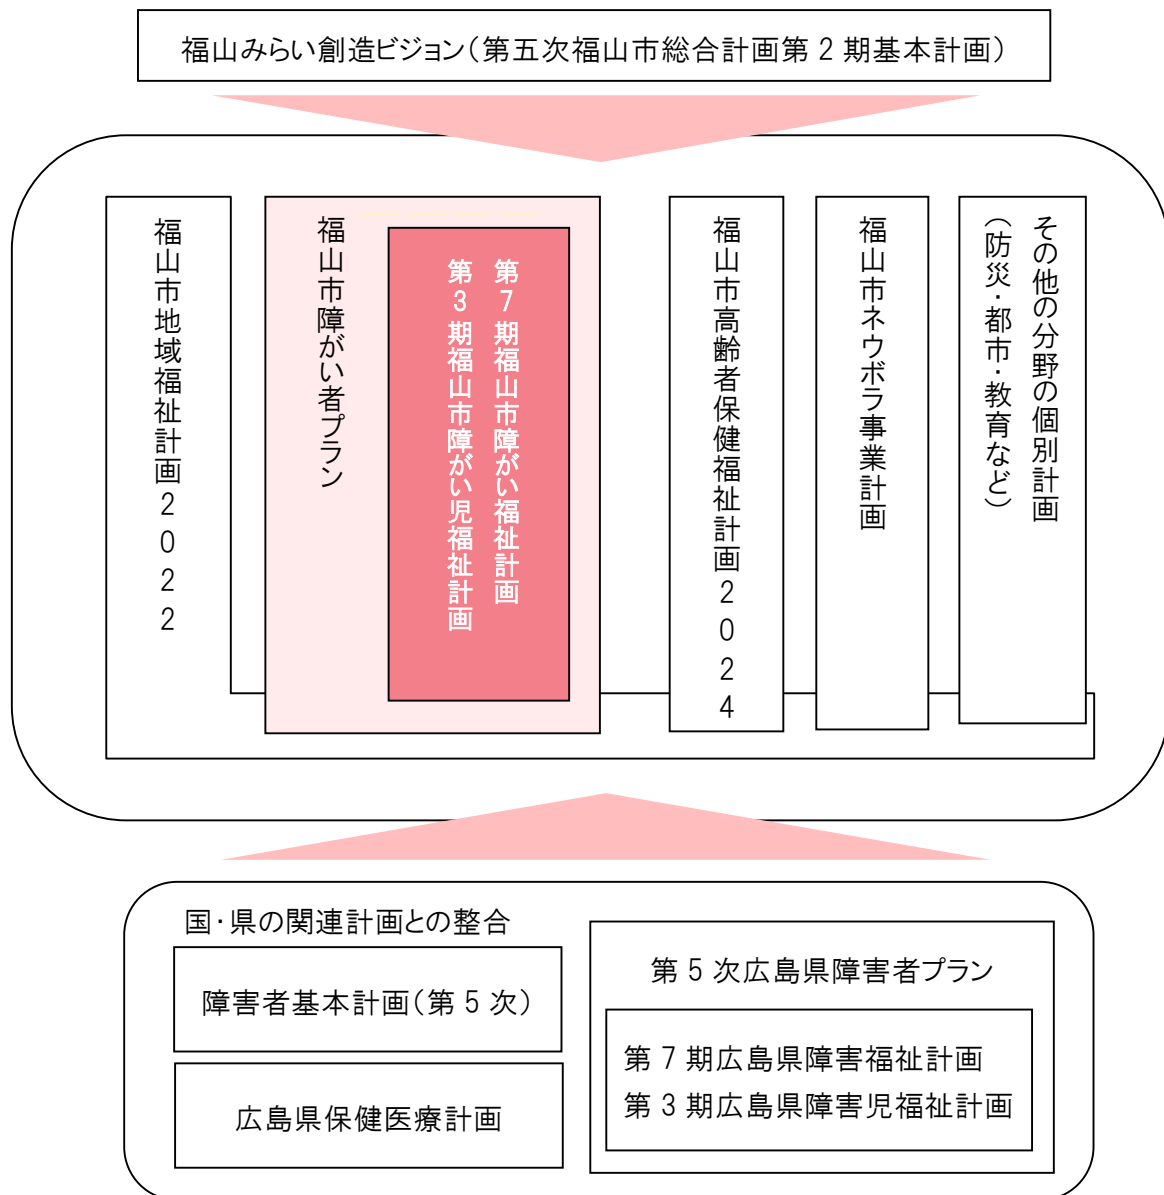 福山みらい創造ビジョン(第五次福山市総合計画第2期基本計画)
福山市地域福祉計画2022
福山市障がい者プラン
第7期福山市障がい福祉計画
第3期福山市障がい児福祉計画
福山市高齢者保健福祉計画2024
福山市ネウボラ事業計画
その他の分野の個別計画
(防災・都市・教育など)
国・県の関連計画との整合
障害者基本計画(第5次)
広島県保健医療計画
第5次広島県障害者プラン
第7期広島県障害福祉計画
第3期広島県障害児福祉計画